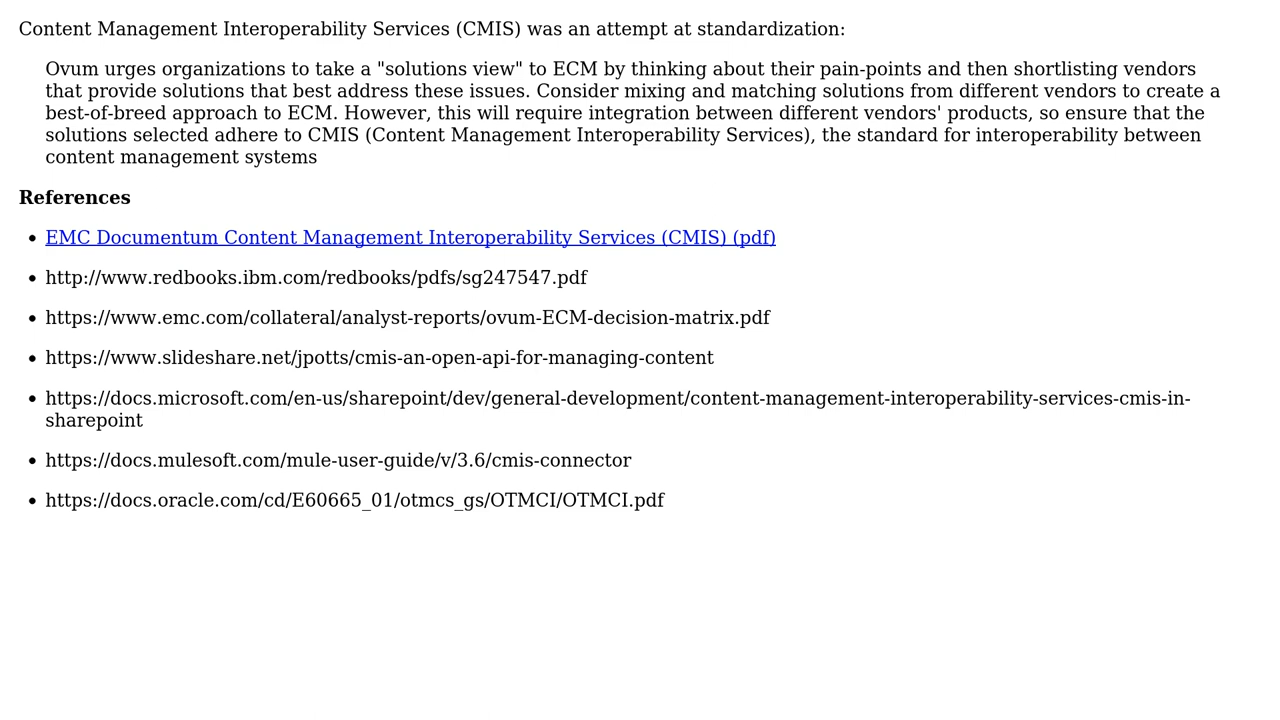 Content Management Interoperability Services (CMIS) was an attempt at standardization:
Ovum urges organizations to take a "solutions view" to ECM by thinking about their pain-points and then shortlisting vendors
that provide solutions that best address these issues. Consider mixing and matching solutions from different vendors to create a
best-of-breed approach to ECM. However, this will require integration between different vendors' products, so ensure that the
solutions selected adhere to CMIS (Content Management Interoperability Services), the standard for interoperability between
content management systems
References
• EMC Documentum Content Management Interoperability Services (CMIS) (pdf)
• http://www.redbooks.ibm.com/redbooks/pdfs/sg247547.pdf
• https://www.emc.com/collateral/analyst-reports/ovum-ECM-decision-matrix.pdf
• https://www.slideshare.net/jpotts/cmis-an-open-api-for-managing-content
• https://docs.microsoft.com/en-us/sharepoint/dev/general-development/content-management-interoperability-services-cmis-in-
sharepoint
• https://docs.mulesoft.com/mule-user-guide/v/3.6/cmis-connector
• https://docs.oracle.com/cd/E60665_01/otmcs_gs/OTMCI/OTMCI.pdf